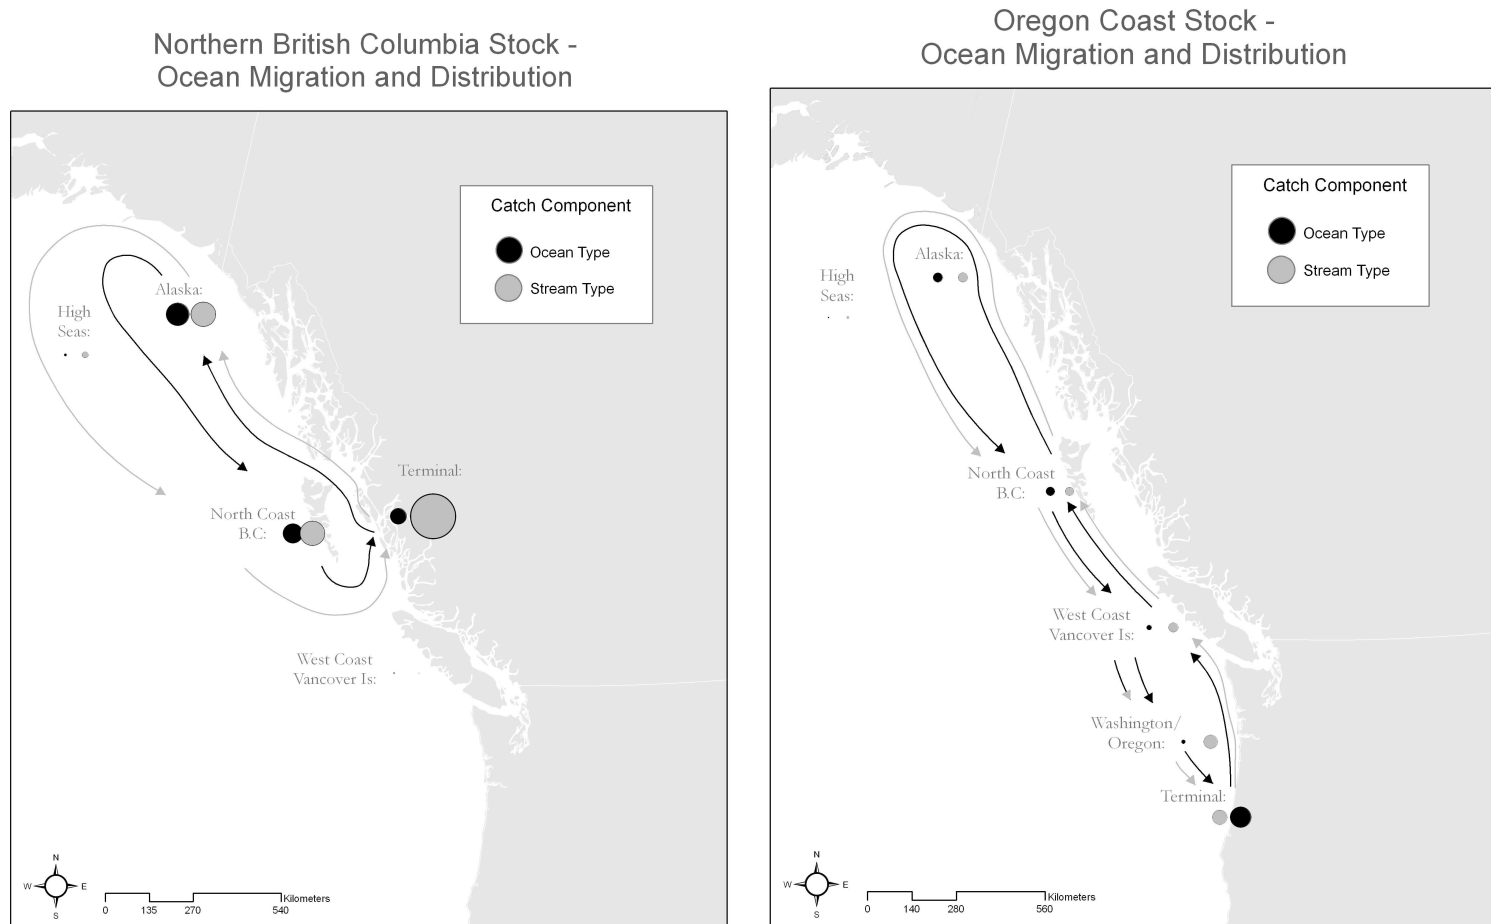 Northern British Columbia Stock -
Ocean Migration and Distribution
Catch Component
Ocean Type
Stream Type
Alaska:
High
Seas:
Terminal:
North Coast
B.C:
West Coast
Vancover Is:
N
W
E
S
0
135
270
540
Kilometers
Oregon Coast Stock -
Ocean Migration and Distribution
Catch Component
Ocean Type
Stream Type
Alaska:
High
Seas:
North Coast
B.C:
West Coast
Vancover Is:
Washington/
Oregon:
Terminal:
N
W
E
S
0
140
280
560
Kilometers